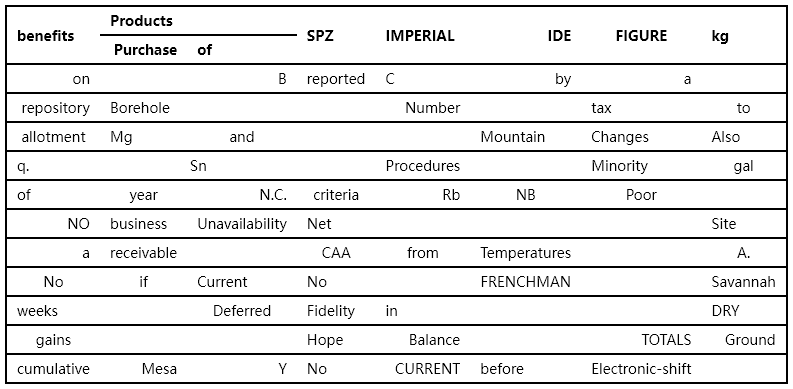 benefits Products SPZ IMPERIAL IDE FIGURE kg
Purchase of
on B reported C by a
repository Borehole Number tax to
allotment Mg and Mountain Changes Also
q. Sn Procedures Minority gal
of year N.C. criteria Rb NB Poor
NO business Unavailability Net Site
a receivable CAA from Temperatures A.
No if Current No FRENCHMAN Savannah
weeks Deferred Fidelity in DRY
gains Hope Balance TOTALS Ground
cumulative Mesa Y No CURRENT before Electronic-shift